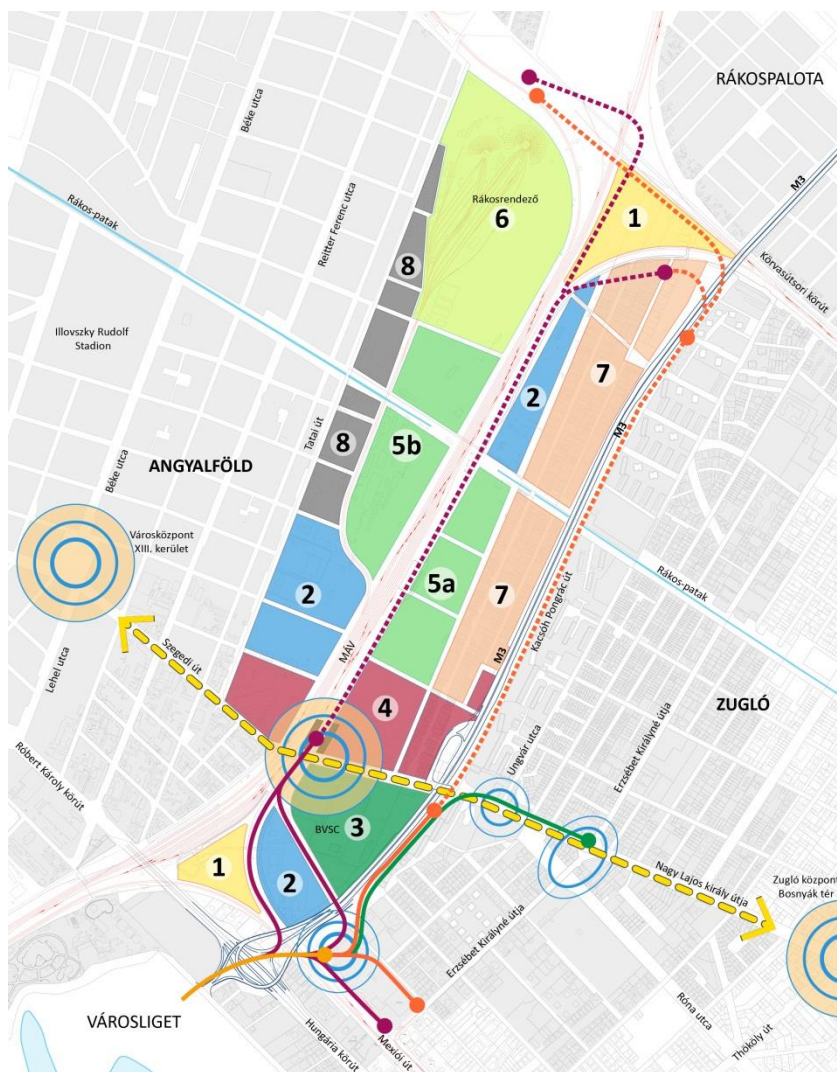 RÁKOSPALOTA
Béke utca
Béke utca
Rákos-patak
Reitter Ferenc utca
Rákosrendező
6
1
M3
Körvasútsori körút
8
Illovszky Rudolf
Stadion
Tatai út
2
7
M3
8
5b
ANGYALFÖLD
Városközpont
XIII. kerület
5a
Rákos-patak
2
7
Kacsóh Pongrác út
MÁV
M3
Szegedi út
Lehel utca
4
ZUGLÓ
Ungvár utca
Erzsébet Királyné útja
Róbert Károly körút
BVSC
3
1
2
Nagy Lajos király útja
Zugló központ
Bosnyák tér
Erzsébet Királyné útja
VÁROSLIGET
Hungária körút
Mexiói út
Róna utca
Thököly út